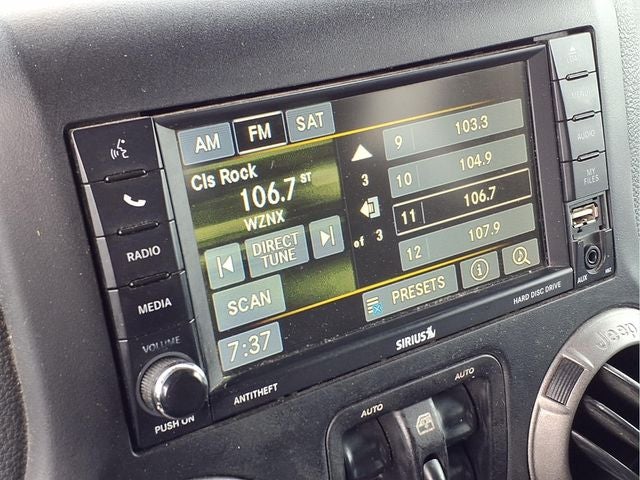 AM FM SAT
Cls Rock
106.7 ST
WZNX
DIRECT
TUNE
SCAN
7:37
3
of 3
9 103.3
10 104.9
11 106.7
12 107.9
PRESETS
RADIO
MEDIA
VOLUME
PUSH ON
ANTITHEFT
SIRIUS
HARD DISC DRIVE
LOAD
MENU
AUDIO
MY
FILES
AUX
AUTO
AUTO
Jeep